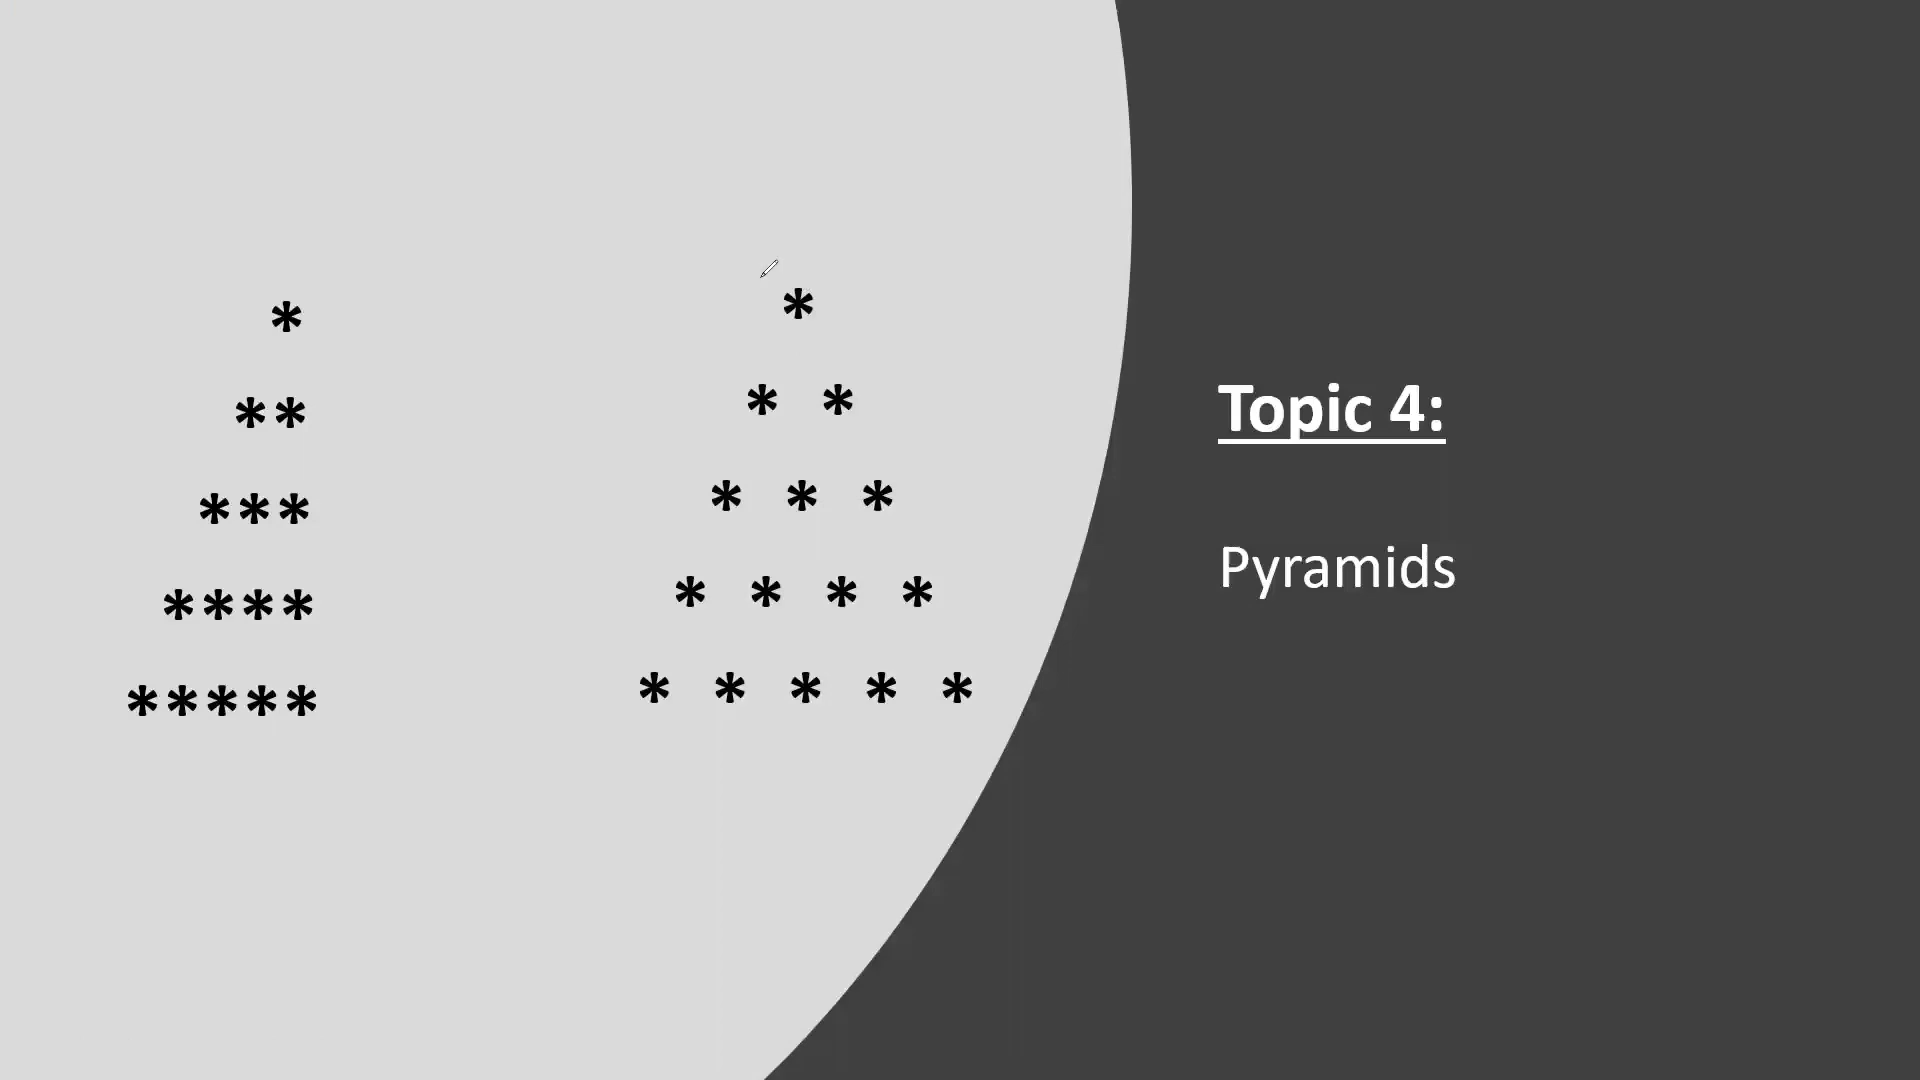 *
**
***
****
*****
*
* *
* * *
* * * *
* * * * *
Topic 4:
Pyramids